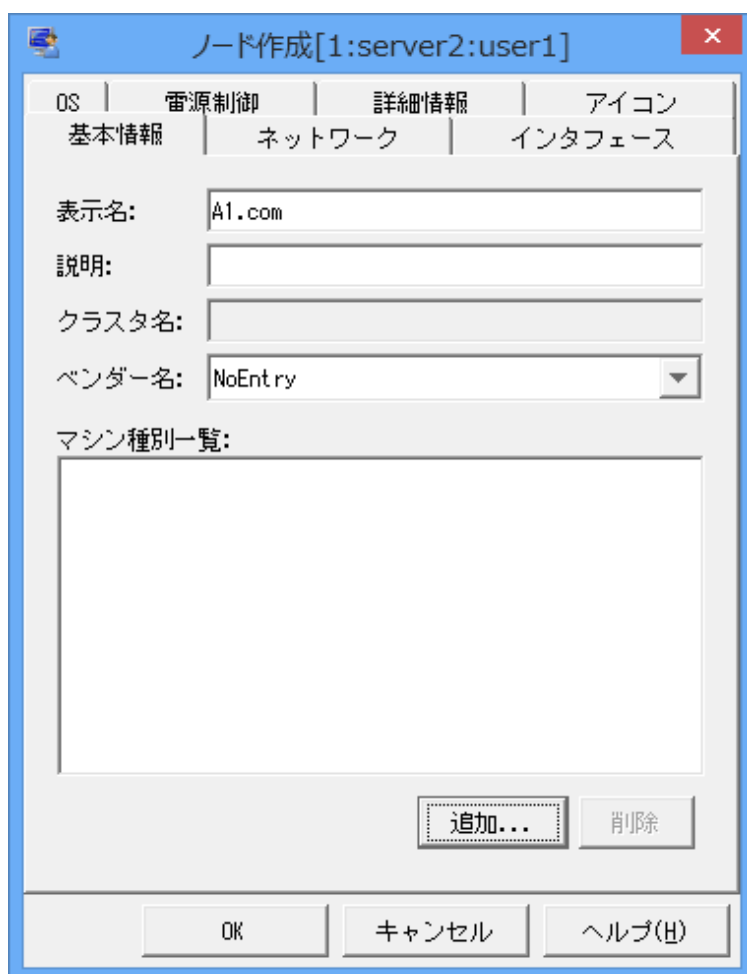 ノード作成[1:server2:user1]
OS 電源制御 詳細情報 アイコン
基本情報 ネットワーク インタフェース
表示名: A1.com
説明:
クラスタ名:
ベンダー名: NoEntry
マシン種別一覧:
追加... 削除
OK キャンセル ヘルプ(H)